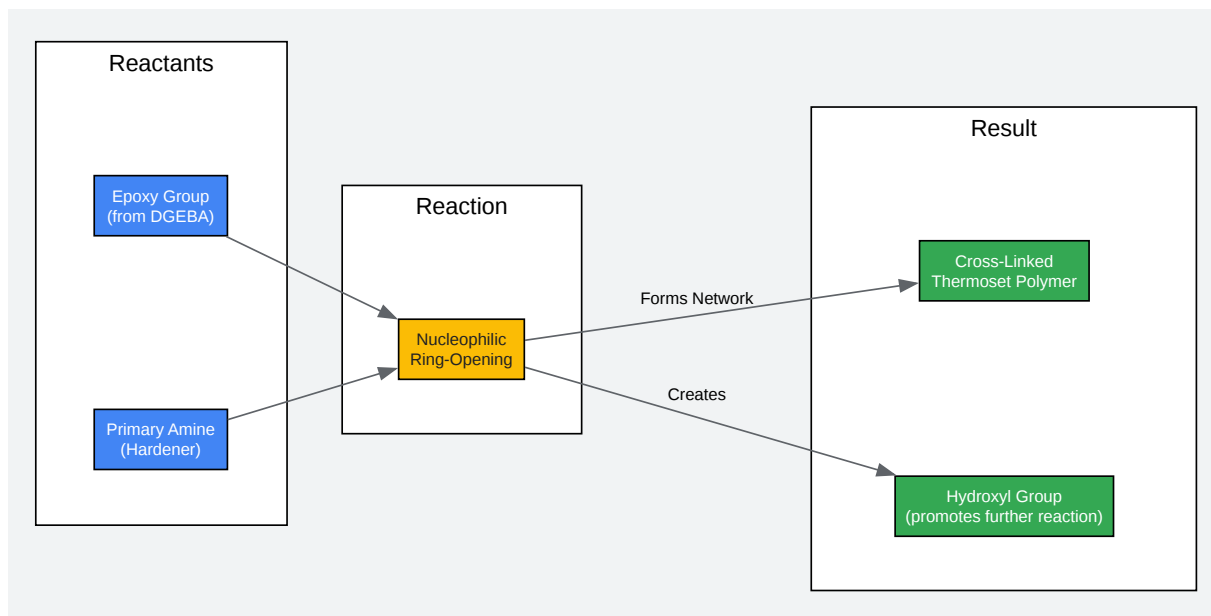 Reactants
Epoxy Group
(from DGEBA)
Primary Amine
(Hardener)
Reaction
Nucleophilic
Ring-Opening
Forms Network
Creates
Result
Cross-Linked
Thermoset Polymer
Hydroxyl Group
(promotes further reaction)